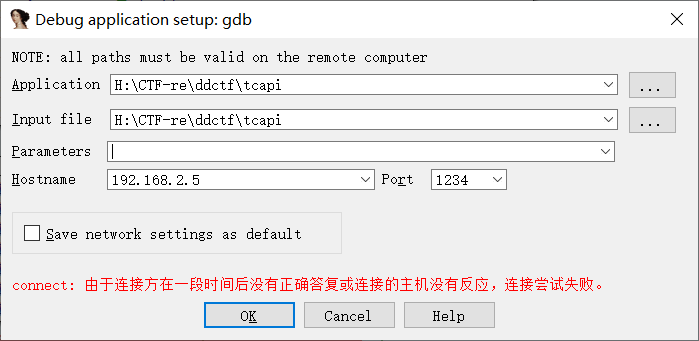 Debug application setup: gdb
NOTE: all paths must be valid on the remote computer
Application H:\CTF-re\ddctf\tcapi ...
Input file H:\CTF-re\ddctf\tcapi ...
Parameters
Hostname 192.168.2.5 Port 1234
Save network settings as default
connect: 由于连接方在一段时间后没有正确答复或连接的主机没有反应，连接尝试失败。
OK Cancel Help